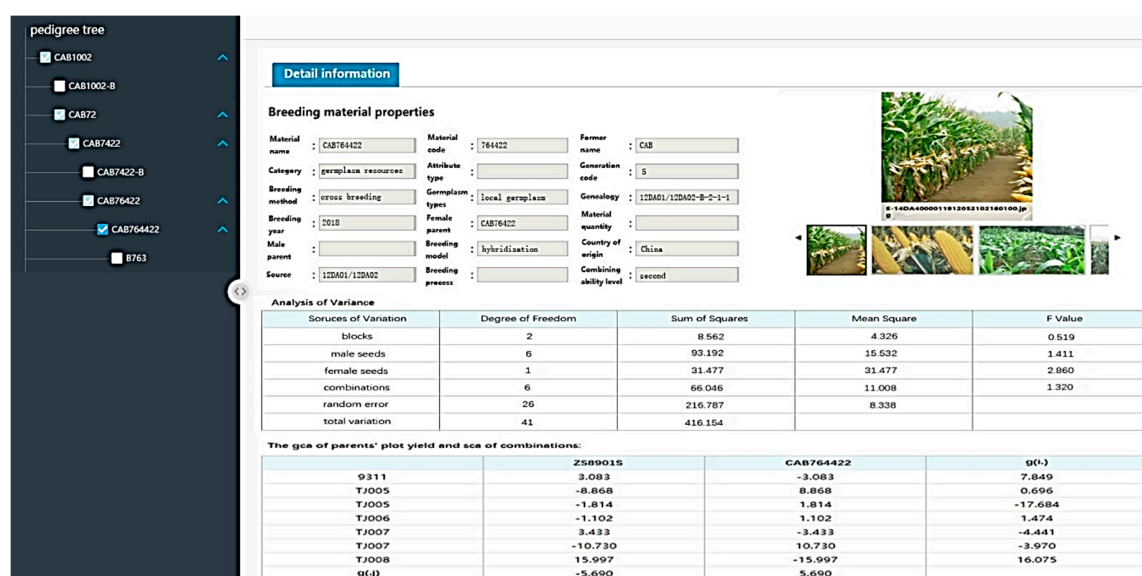 pedigree tree
CAB1002
CAB1002-B
CAB72
CAB7422
CAB7422-B
CAB76422
CAB764422
B763
Detail information
Breeding material properties
Material name : CAB764422 Material code : 764422 Former name : CAB
Category : germplasm resources Attribute type : Generation code : 5
Breeding method : cross breeding Germplasm types : local germplasm Genealogy : 12DA01/12DA02-B-2-1-1
Breeding year : 2018 Female parent : CAB76422 Material quantity :
Male parent : Breeding model : hybridization Country of origin : China
Source : 12DA01/12DA02 Breeding process : Combining ability level : second
E-14DA4000011912052102160100.jp
g
Analysis of Variance
Soruces of Variation Degree of Freedom Sum of Squares Mean Square F Value
blocks 2 8.562 4.326 0.519
male seeds 6 93.192 15.532 1.411
female seeds 1 31.477 31.477 2.860
combinations 6 66.046 11.008 1.320
random error 26 216.787 8.338
total variation 41 416.154
The gca of parents' plot yield and sca of combinations:
ZS8901S CAB764422 g(i.)
9311 3.083 -3.083 7.849
TJ005 -8.868 8.868 0.696
TJ005 -1.814 1.814 -17.684
TJ006 -1.102 1.102 1.474
TJ007 3.433 -3.433 -4.441
TJ007 -10.730 10.730 -3.970
TJ008 15.997 -15.997 16.075
g(.j) -5.690 5.690